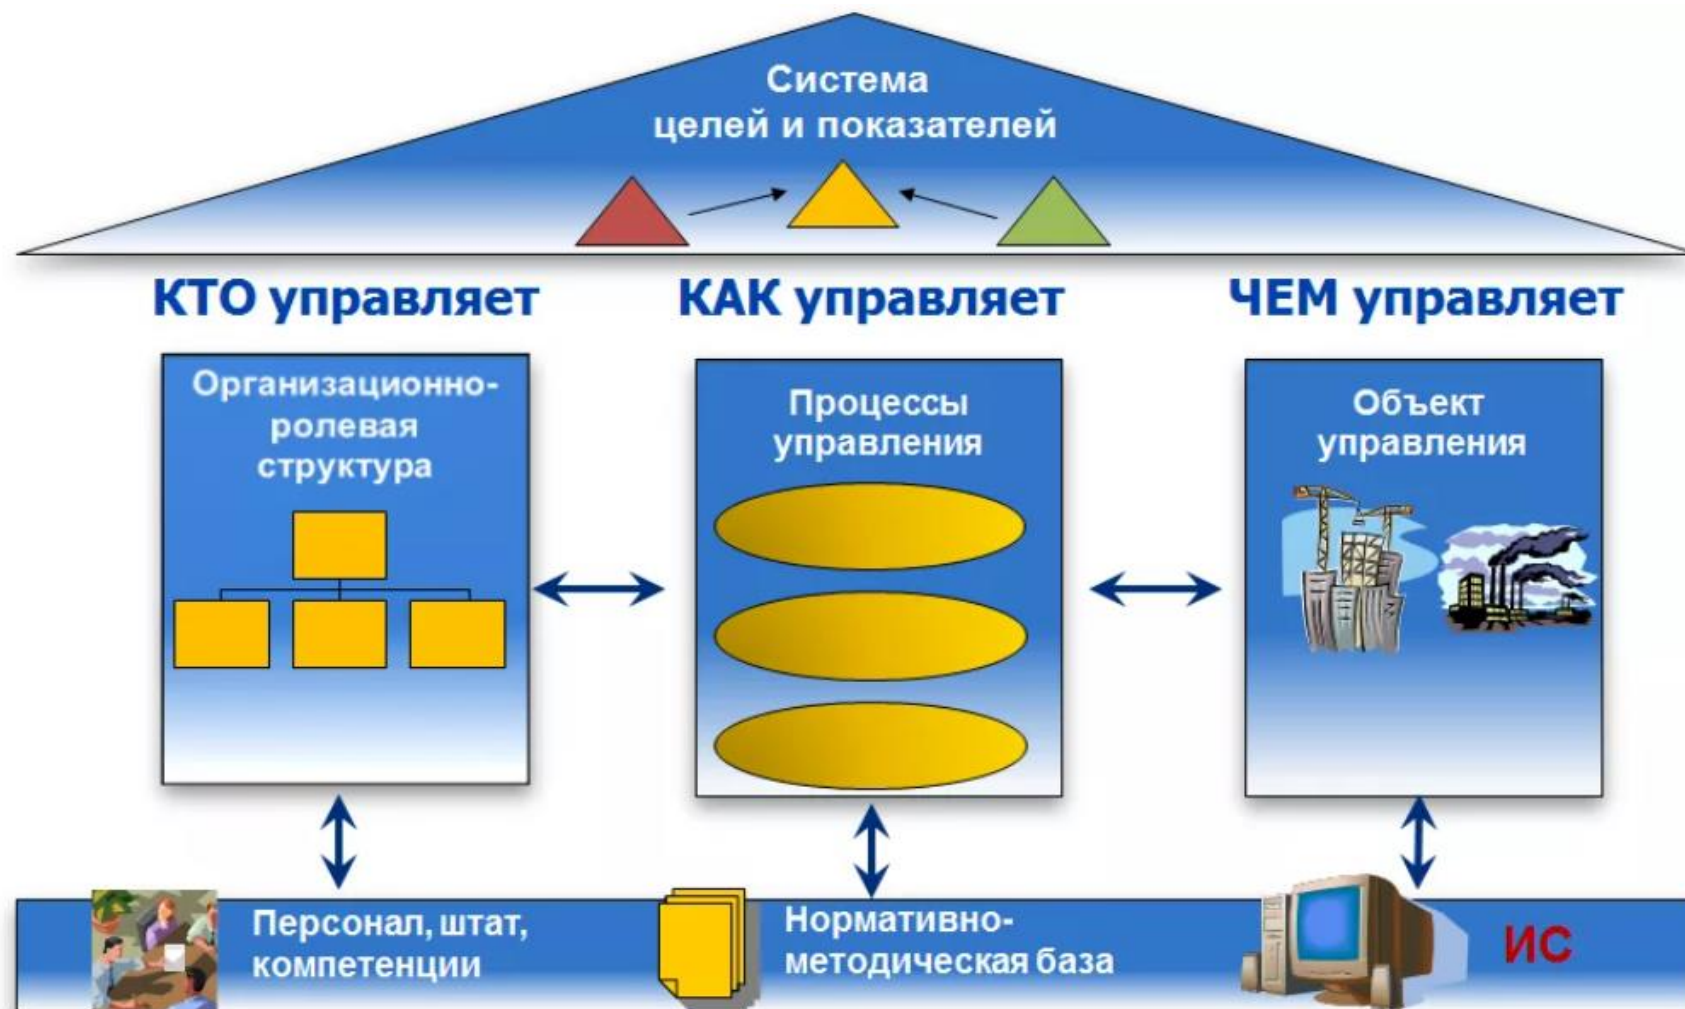 Система
целей и показателей
КТО управляет
КАК управляет
ЧЕМ управляет
Организационно-
ролевая
структура
Процессы
управления
Объект
управления
Персонал, штат,
компетенции
Нормативно-
методическая база
ИС